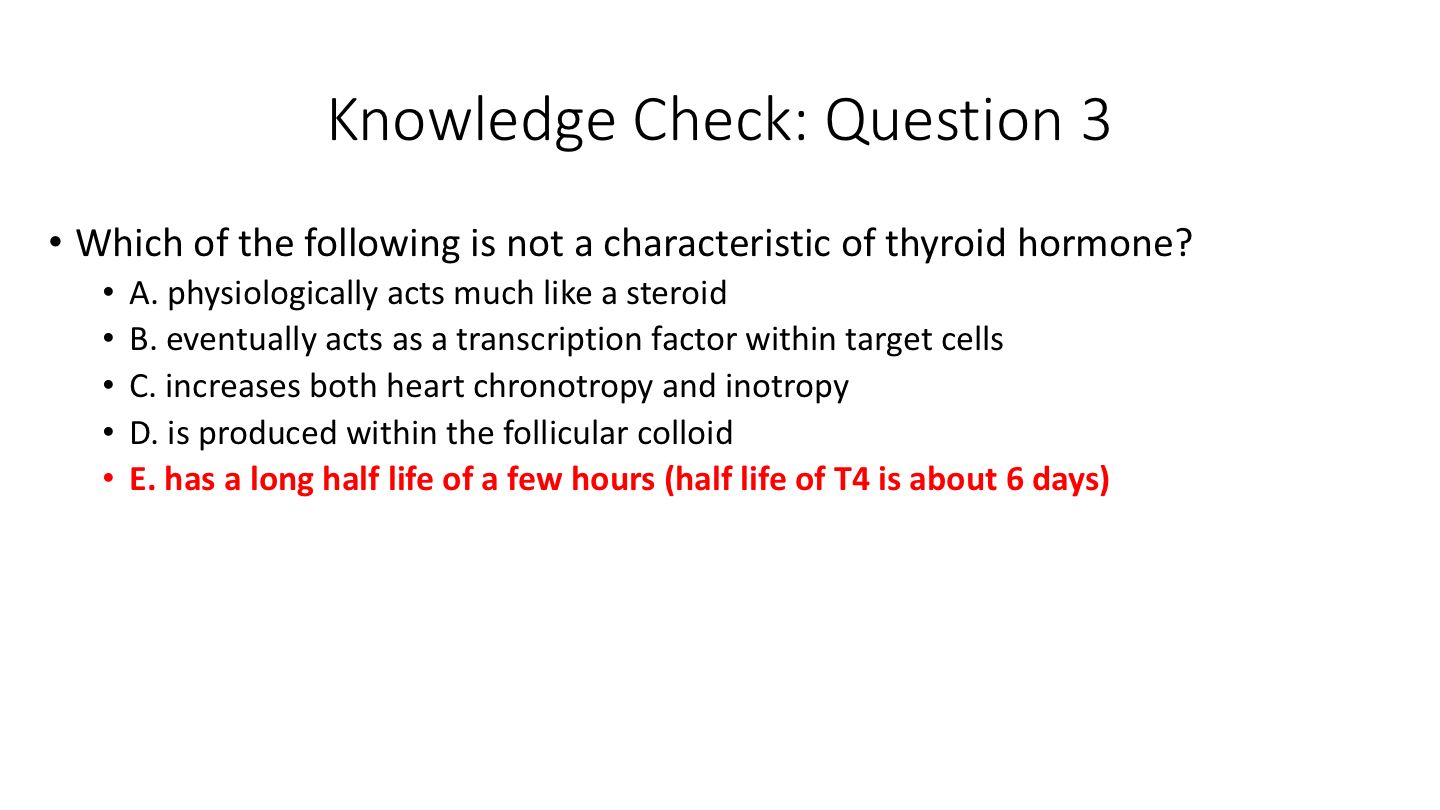 Knowledge Check: Question 3
• Which of the following is not a characteristic of thyroid hormone?
• A. physiologically acts much like a steroid
• B. eventually acts as a transcription factor within target cells
• C. increases both heart chronotropy and inotropy
• D. is produced within the follicular colloid
• E. has a long half life of a few hours (half life of T4 is about 6 days)